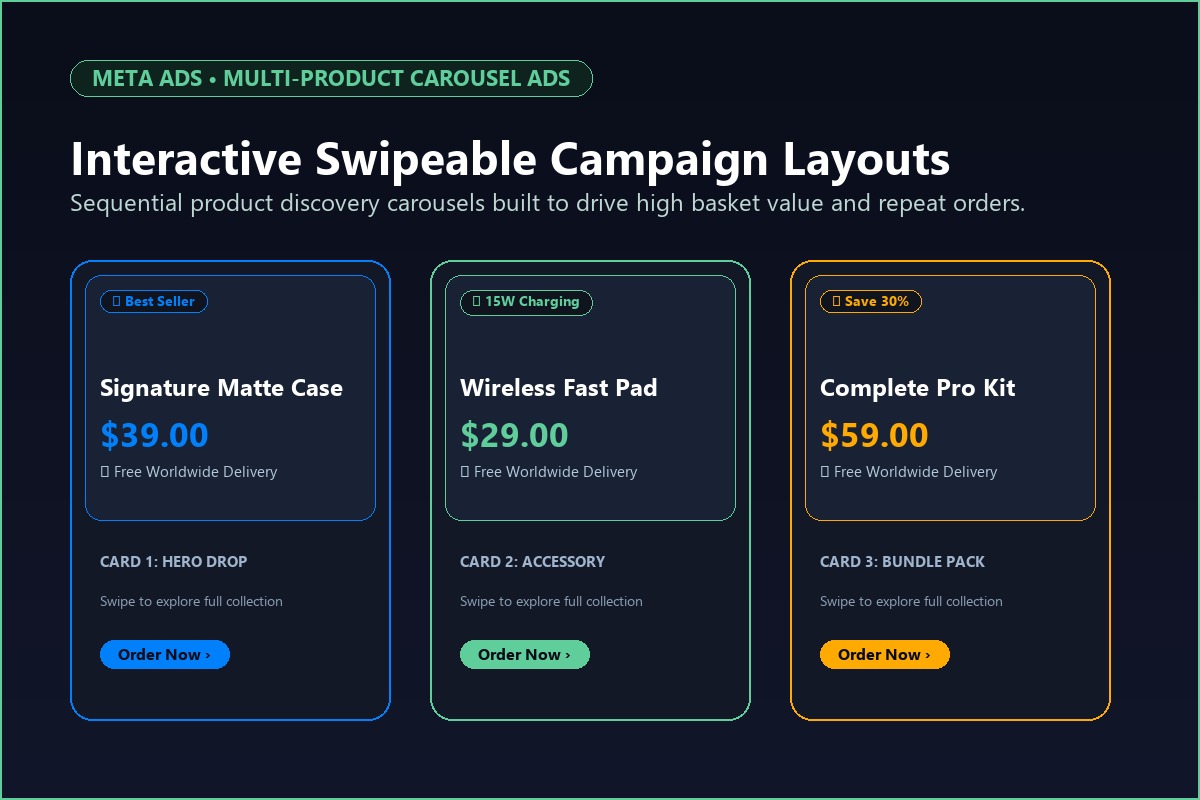 META ADS • MULTI-PRODUCT CAROUSEL ADS
Interactive Swipeable Campaign Layouts
Sequential product discovery carousels built to drive high basket value and repeat orders.
Best Seller
Signature Matte Case
$39.00
Free Worldwide Delivery
CARD 1: HERO DROP
Swipe to explore full collection
Order Now ›
15W Charging
Wireless Fast Pad
$29.00
Free Worldwide Delivery
CARD 2: ACCESSORY
Swipe to explore full collection
Order Now ›
Save 30%
Complete Pro Kit
$59.00
Free Worldwide Delivery
CARD 3: BUNDLE PACK
Swipe to explore full collection
Order Now ›